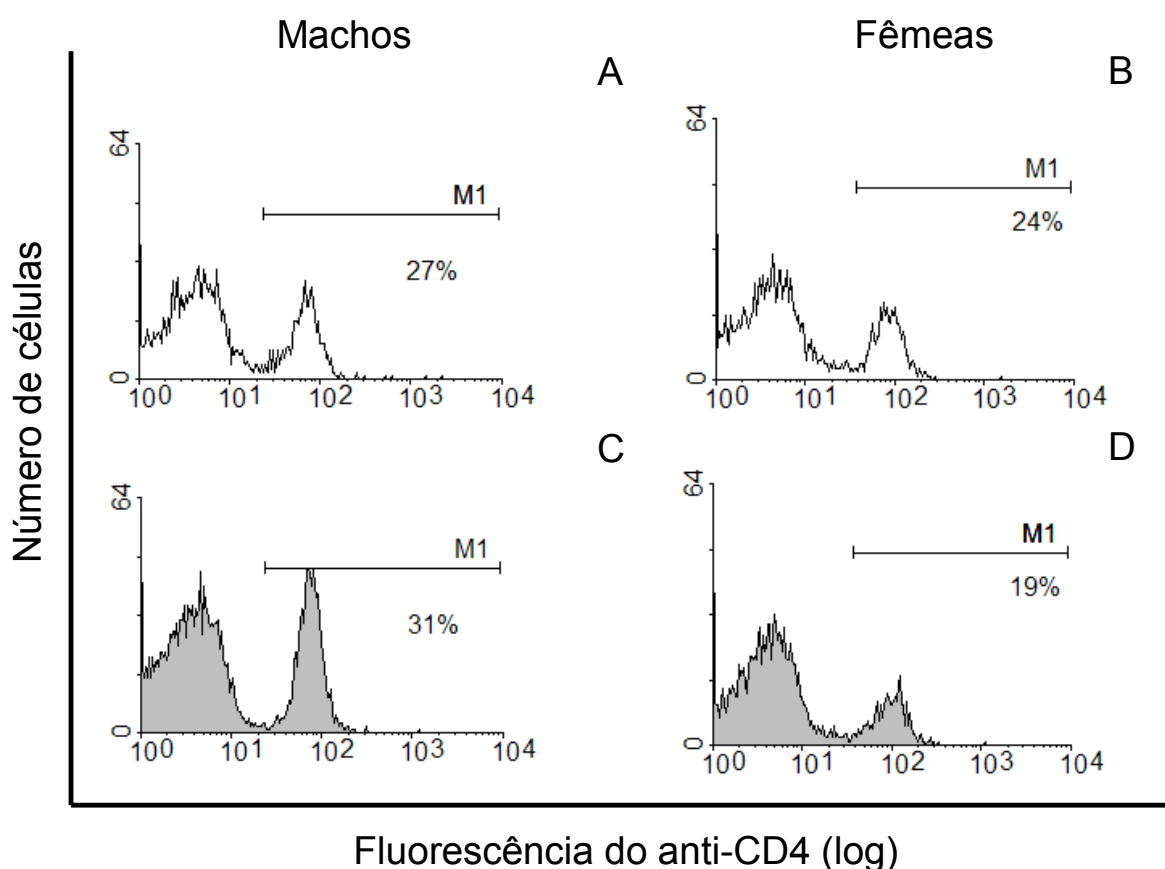 Machos
Fêmeas
A
B
64
M1
27%
0
10⁰ 10¹ 10² 10³ 10⁴
64
M1
24%
0
10⁰ 10¹ 10² 10³ 10⁴
C
D
64
M1
31%
0
10⁰ 10¹ 10² 10³ 10⁴
64
M1
19%
0
10⁰ 10¹ 10² 10³ 10⁴
Número de células
Fluorescência do anti-CD4 (log)